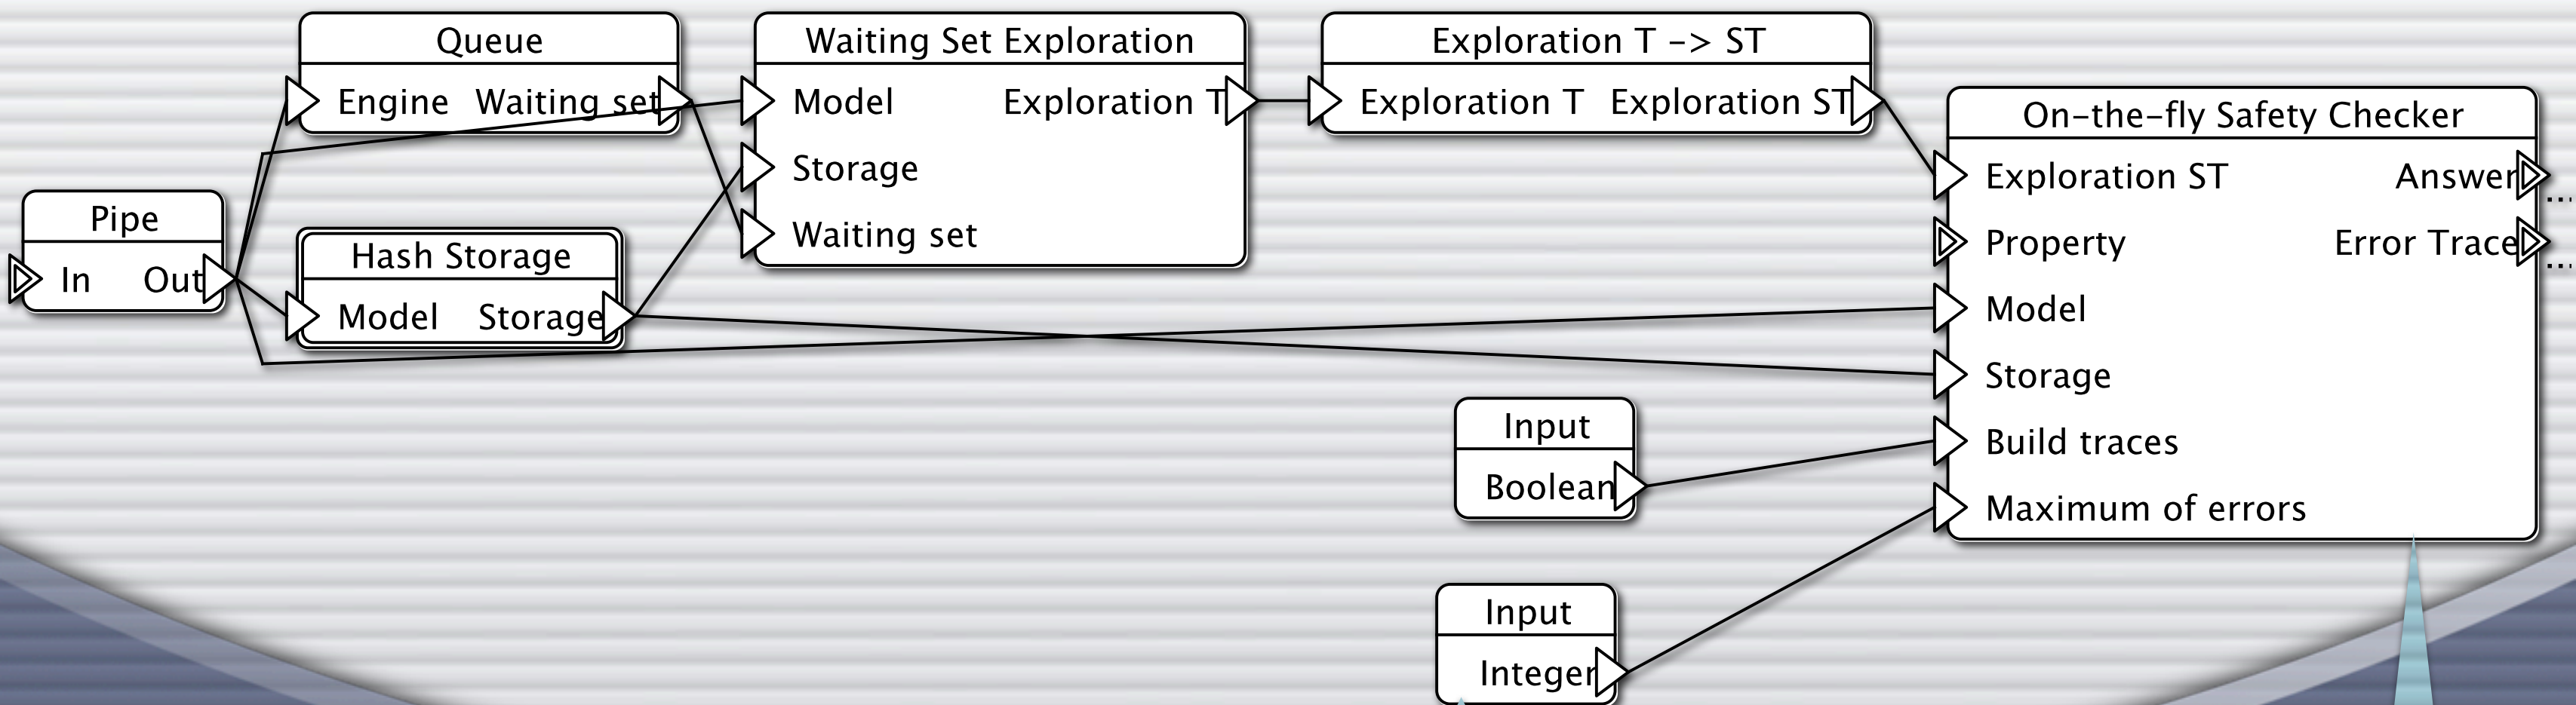 Queue
Engine Waiting set
Waiting Set Exploration
Model Exploration T
Storage
Waiting set
Exploration T -> ST
Exploration T Exploration ST
On-the-fly Safety Checker
Exploration ST Answer
...
Property Error Trace
...
Model
Storage
Build traces
Maximum of errors
Pipe
In Out
Hash Storage
Model Storage
Input
Boolean
Input
Integer